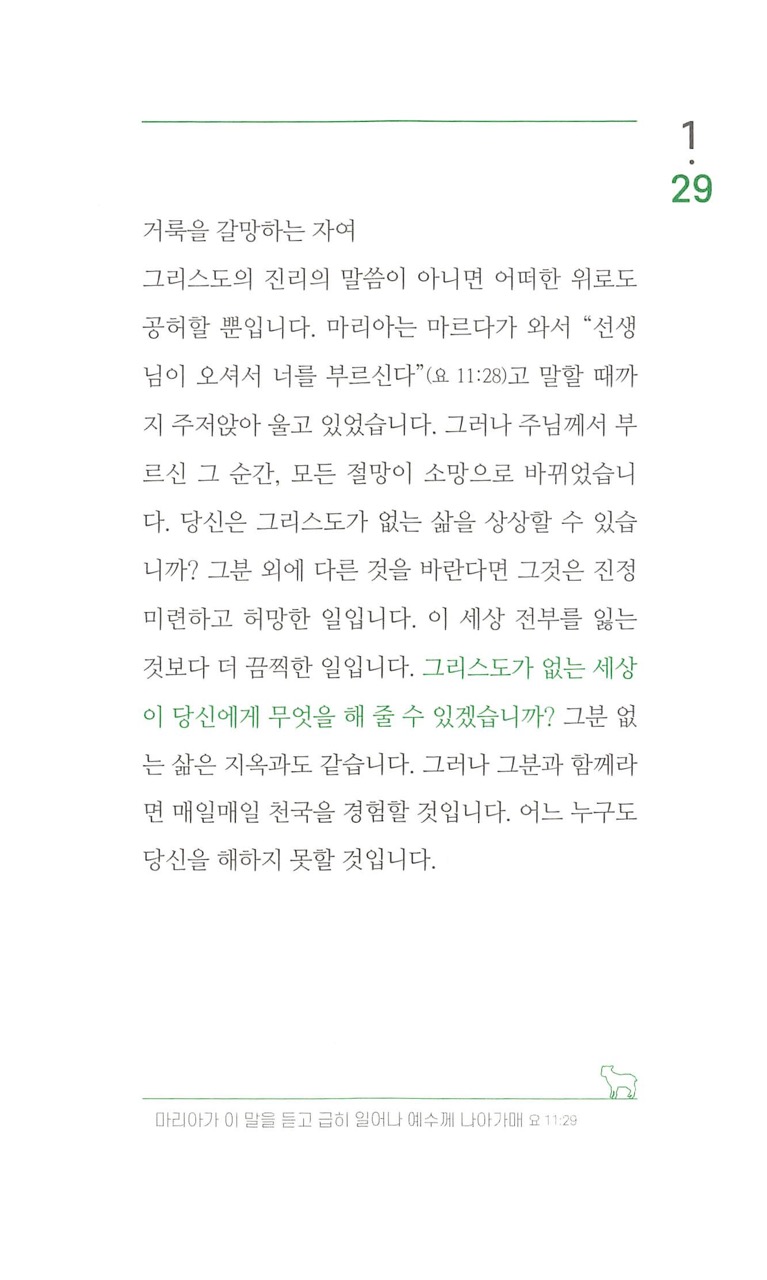 1
·
29
거룩을 갈망하는 자여
그리스도의 진리의 말씀이 아니면 어떠한 위로도
공허할 뿐입니다. 마리아는 마르다가 와서 “선생
님이 오셔서 너를 부르신다”(요 11:28)고 말할 때까
지 주저앉아 울고 있었습니다. 그러나 주님께서 부
르신 그 순간, 모든 절망이 소망으로 바뀌었습니
다. 당신은 그리스도가 없는 삶을 상상할 수 있습
니까? 그분 외에 다른 것을 바란다면 그것은 진정
미련하고 허망한 일입니다. 이 세상 전부를 잃는
것보다 더 끔찍한 일입니다. 그리스도가 없는 세상
이 당신에게 무엇을 해 줄 수 있겠습니까? 그분 없
는 삶은 지옥과도 같습니다. 그러나 그분과 함께라
면 매일매일 천국을 경험할 것입니다. 어느 누구도
당신을 해하지 못할 것입니다.
마리아가 이 말을 듣고 급히 일어나 예수께 나아가매 요 11:29